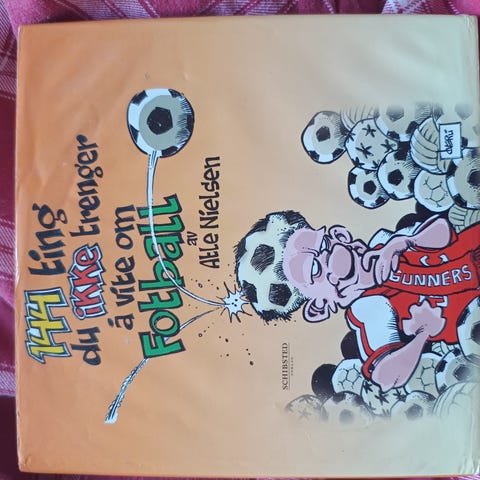 144 ting
du ikke trenger
å vite om
Fotball
av
Atle Nielsen
GUNNERS
SCHIBSTED